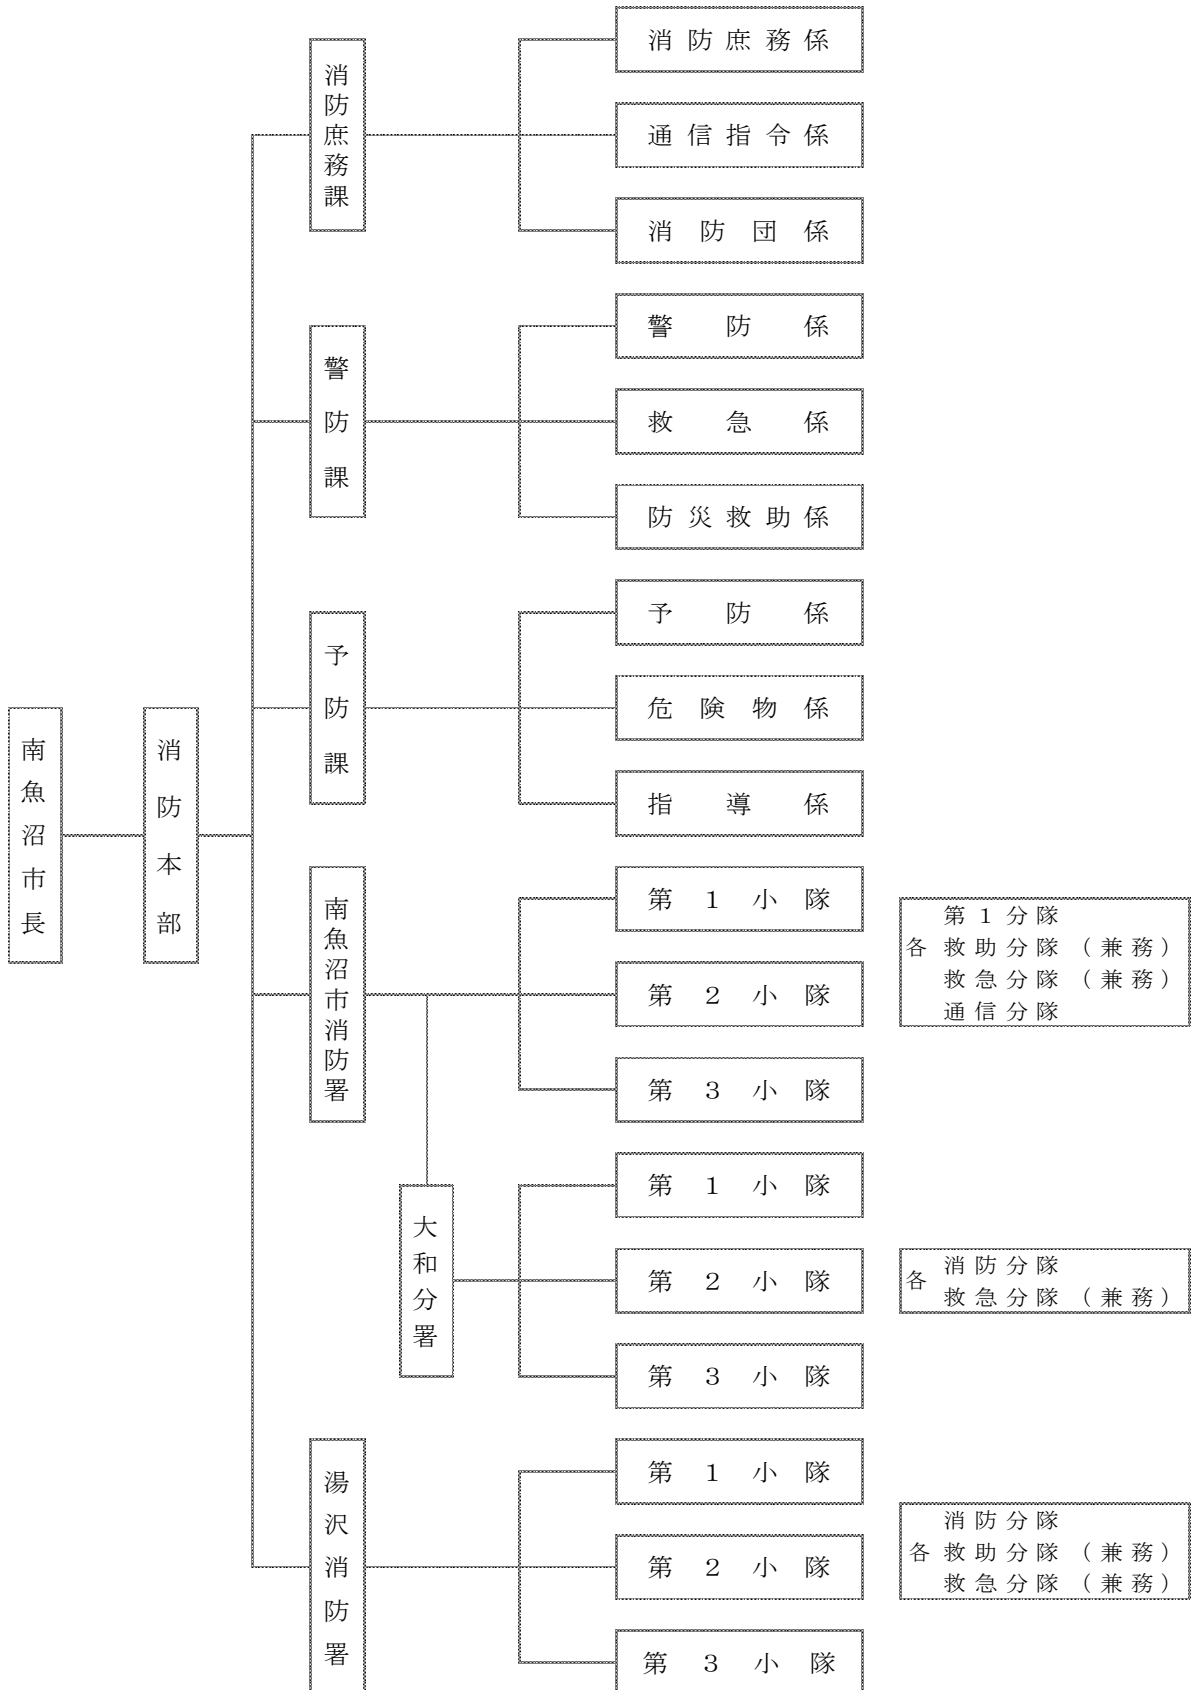 南魚沼市長
消防本部
消防庶務課
消防庶務係
通信指令係
消防団係
警防課
警防係
救急係
防災救助係
予防課
予防係
危険物係
指導係
南魚沼市消防署
第１小隊
第２小隊
第３小隊
第１分隊
各 救助分隊（兼務）
救急分隊（兼務）
通信分隊
大和分署
第１小隊
第２小隊
第３小隊
各
消防分隊
救急分隊（兼務）
湯沢消防署
第１小隊
第２小隊
第３小隊
消防分隊
各 救助分隊（兼務）
救急分隊（兼務）